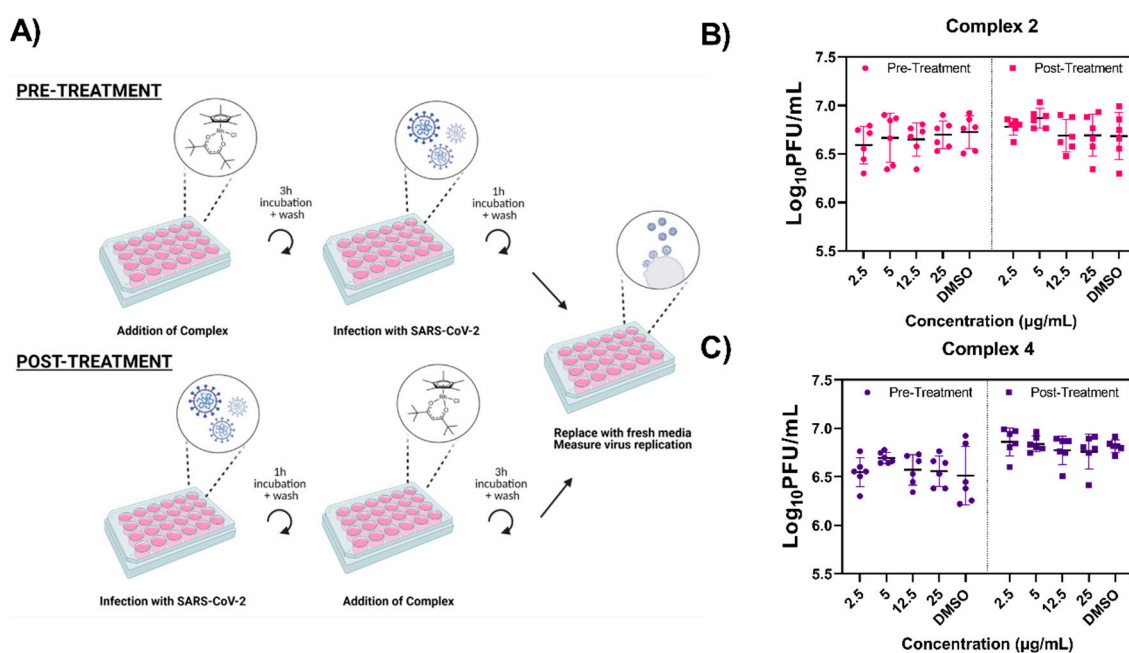 A)
PRE-TREATMENT
Rh
Cl
O
O
3h
incubation
+ wash
1h
incubation
+ wash
Addition of Complex
Infection with SARS-CoV-2
POST-TREATMENT
Rh
Cl
O
O
1h
incubation
+ wash
3h
incubation
+ wash
Infection with SARS-CoV-2
Addition of Complex
Replace with fresh media
Measure virus replication
B)
Complex 2
Pre-Treatment
Post-Treatment
Log10PFU/mL
7.5
7.0
6.5
6.0
5.5
2.5
5
12.5
25
DMSO
2.5
5
12.5
25
DMSO
Concentration (µg/mL)
C)
Complex 4
Pre-Treatment
Post-Treatment
Log10PFU/mL
7.5
7.0
6.5
6.0
5.5
2.5
5
12.5
25
DMSO
2.5
5
12.5
25
DMSO
Concentration (µg/mL)